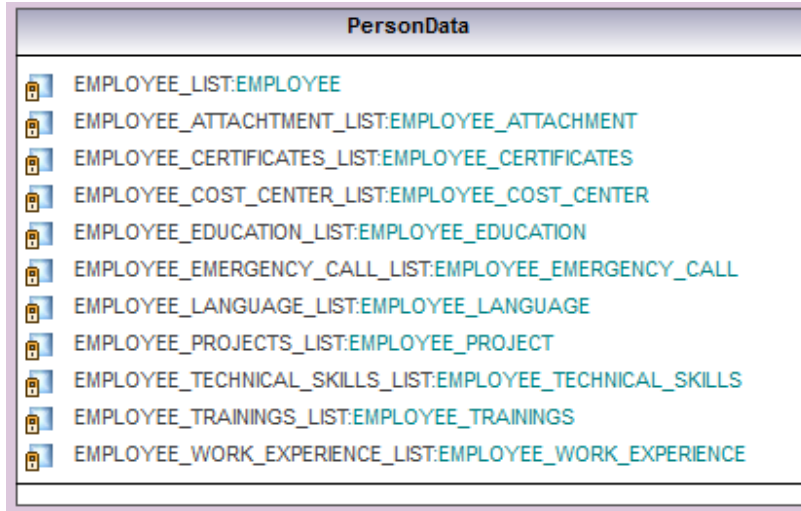 PersonData
EMPLOYEE_LIST:EMPLOYEE
EMPLOYEE_ATTACHTMENT_LIST:EMPLOYEE_ATTACHMENT
EMPLOYEE_CERTIFICATES_LIST:EMPLOYEE_CERTIFICATES
EMPLOYEE_COST_CENTER_LIST:EMPLOYEE_COST_CENTER
EMPLOYEE_EDUCATION_LIST:EMPLOYEE_EDUCATION
EMPLOYEE_EMERGENCY_CALL_LIST:EMPLOYEE_EMERGENCY_CALL
EMPLOYEE_LANGUAGE_LIST:EMPLOYEE_LANGUAGE
EMPLOYEE_PROJECTS_LIST:EMPLOYEE_PROJECT
EMPLOYEE_TECHNICAL_SKILLS_LIST:EMPLOYEE_TECHNICAL_SKILLS
EMPLOYEE_TRAININGS_LIST:EMPLOYEE_TRAININGS
EMPLOYEE_WORK_EXPERIENCE_LIST:EMPLOYEE_WORK_EXPERIENCE